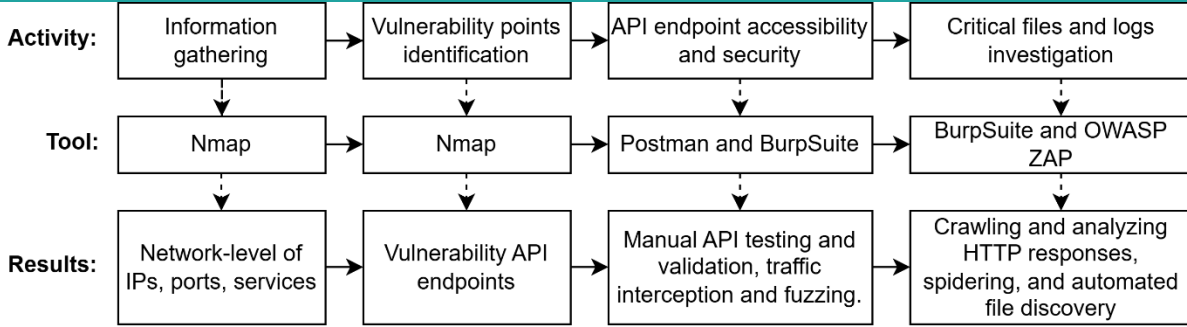 Activity:
Information
gathering
Vulnerability points
identification
API endpoint accessibility
and security
Critical files and logs
investigation
Tool:
Nmap
Nmap
Postman and BurpSuite
BurpSuite and OWASP
ZAP
Results:
Network-level of
IPs, ports, services
Vulnerability API
endpoints
Manual API testing and
validation, traffic
interception and fuzzing.
Crawling and analyzing
HTTP responses,
spidering, and automated
file discovery